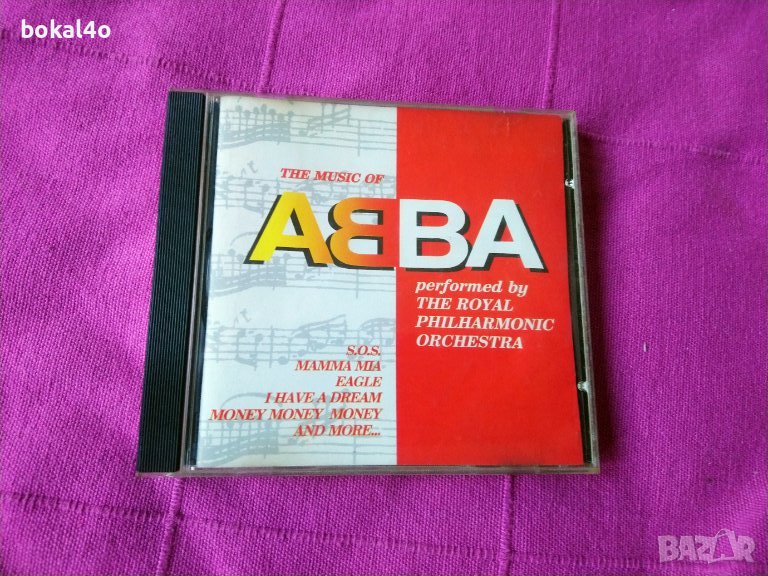 bokal4o
THE MUSIC OF
ABBA
performed by
THE ROYAL
PHILHARMONIC
ORCHESTRA
S.O.S.
MAMMA MIA
EAGLE
I HAVE A DREAM
MONEY MONEY MONEY
AND MORE...
BAZAR